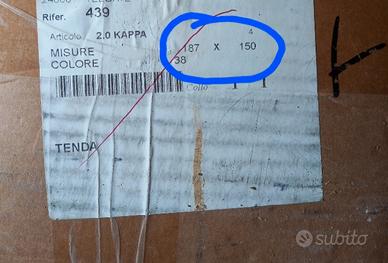 Rifer. 439
Articolo 2.0 KAPPA
4
MISURE 187 X 150
COLORE 38
Collo
TENDA
subito